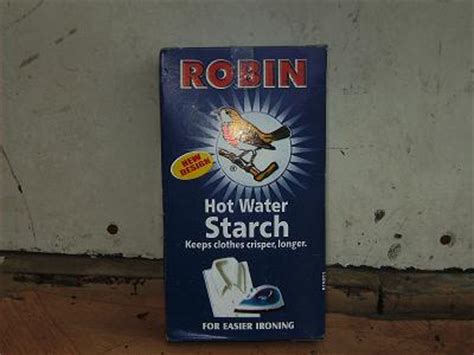 ROBIN
NEW
DESIGN
®
Hot Water
Starch
Keeps clothes crisper, longer.
FOR EASIER IRONING